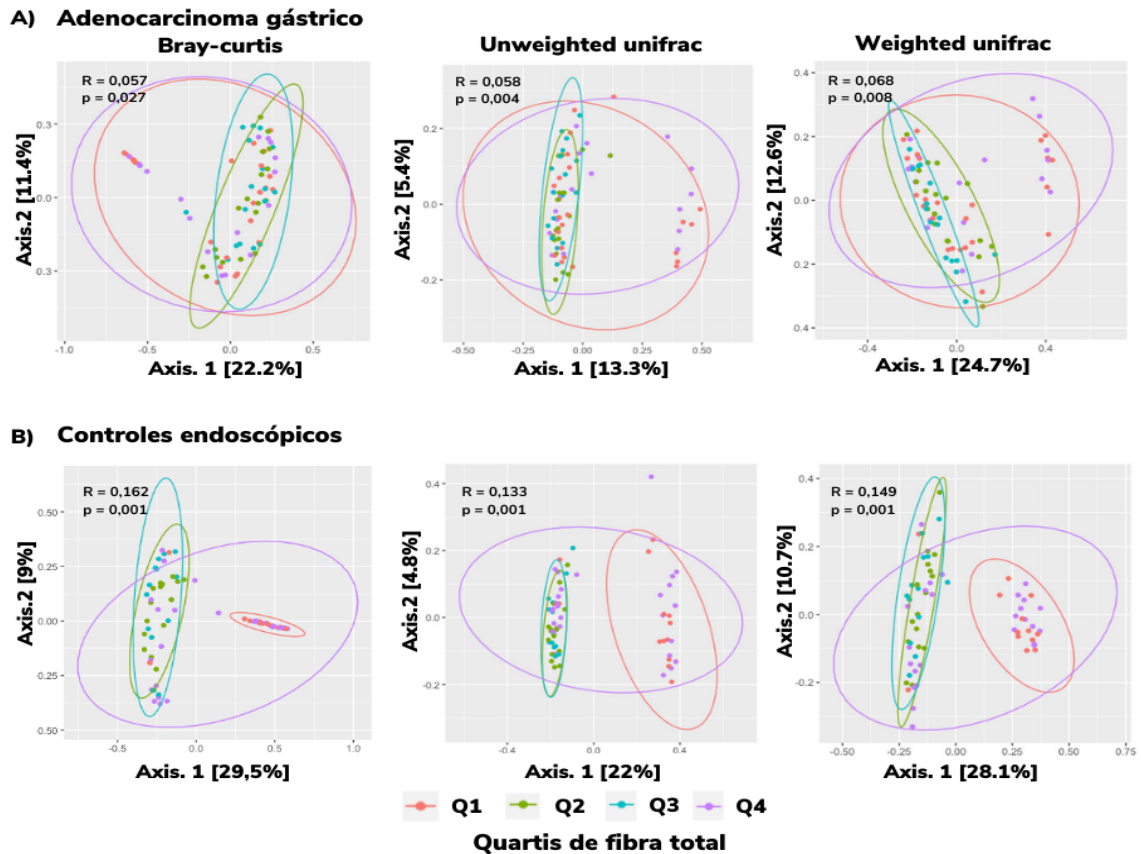 A) Adenocarcinoma gástrico
Bray-curtis
Unweighted unifrac
Weighted unifrac
R = 0,057
p = 0,027
Axis.2 [11.4%]
0.3
0.0
0.3
-1.0
-0.5
0.0
0.5
Axis. 1 [22.2%]
R = 0,058
p = 0,004
Axis.2 [5.4%]
0.2
0.0
-0.2
-0.50
-0.25
0.00
0.25
0.50
Axis. 1 [13.3%]
R = 0,068
p = 0,008
Axis.2 [12.6%]
0.4
0.2
0.0
0.2
0.4
-0.4
0.0
0.4
Axis. 1 [24.7%]
B) Controles endoscópicos
R = 0,162
p = 0,001
Axis.2 [9%]
0.50
0.25
0.00
0.25
0.50
-0.5
0.0
0.5
1.0
Axis. 1 [29,5%]
R = 0,133
p = 0,001
Axis.2 [4.8%]
0.4
0.2
0.0
-0.2
-0.4
0.0
0.4
Axis. 1 [22%]
R = 0,149
p = 0,001
Axis.2 [10.7%]
0.4
0.2
0.0
-0.2
-0.50
-0.25
0.00
0.25
0.50
0.75
Axis. 1 [28.1%]
Q1 Q2 Q3 Q4
Quartis de fibra total